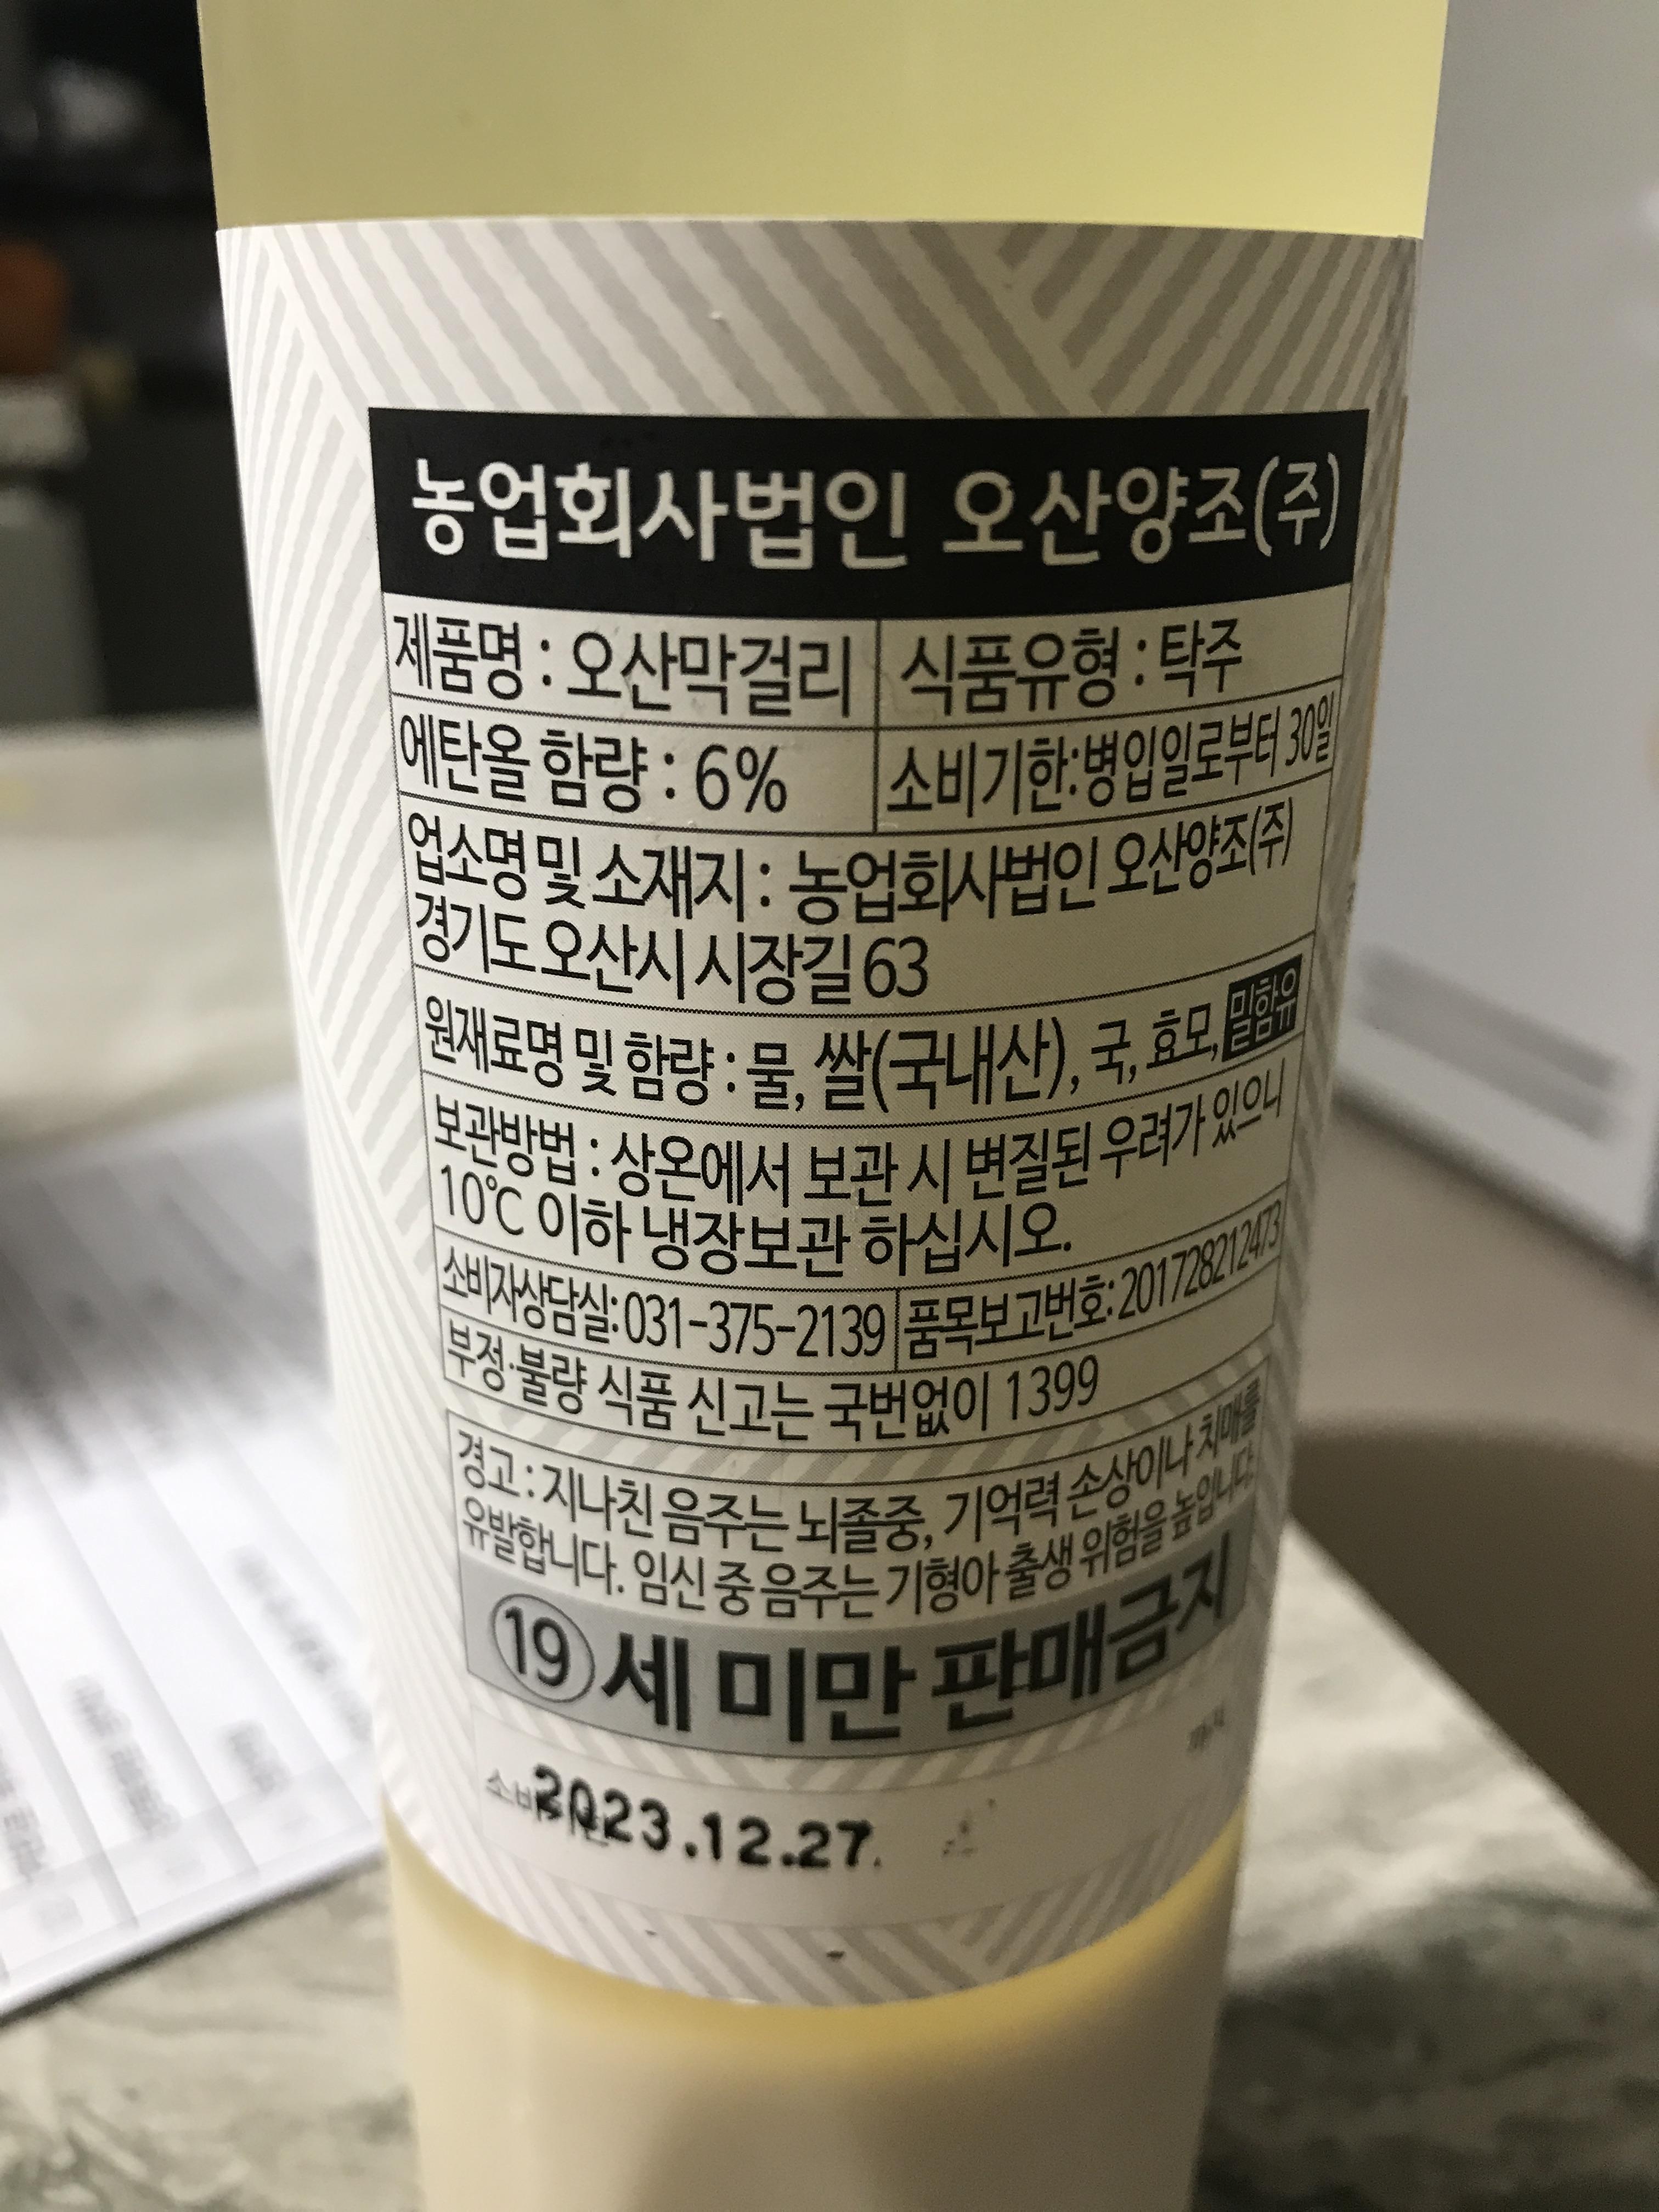 농업회사법인 오산양조(주)
제품명 : 오산막걸리
식품유형 : 탁주
에탄올 함량 : 6%
소비기한:병입일로부터 30일
업소명 및 소재지 : 농업회사법인 오산양조(주)
경기도 오산시 시장길 63
원재료명 및 함량 : 물, 쌀(국내산), 국, 효모, 밀함유
보관방법 : 상온에서 보관 시 변질된 우려가 있으니
10℃ 이하 냉장보관 하십시오.
소비자상담실:031-375-2139
품목보고번호:201728212473
부정·불량 식품 신고는 국번없이 1399
경고 : 지나친 음주는 뇌졸중, 기억력 손상이나 치매를
유발합니다. 임신 중 음주는 기형아 출생 위험을 높입니다.
19세 미만 판매금지
소비기한
2023.12.27.